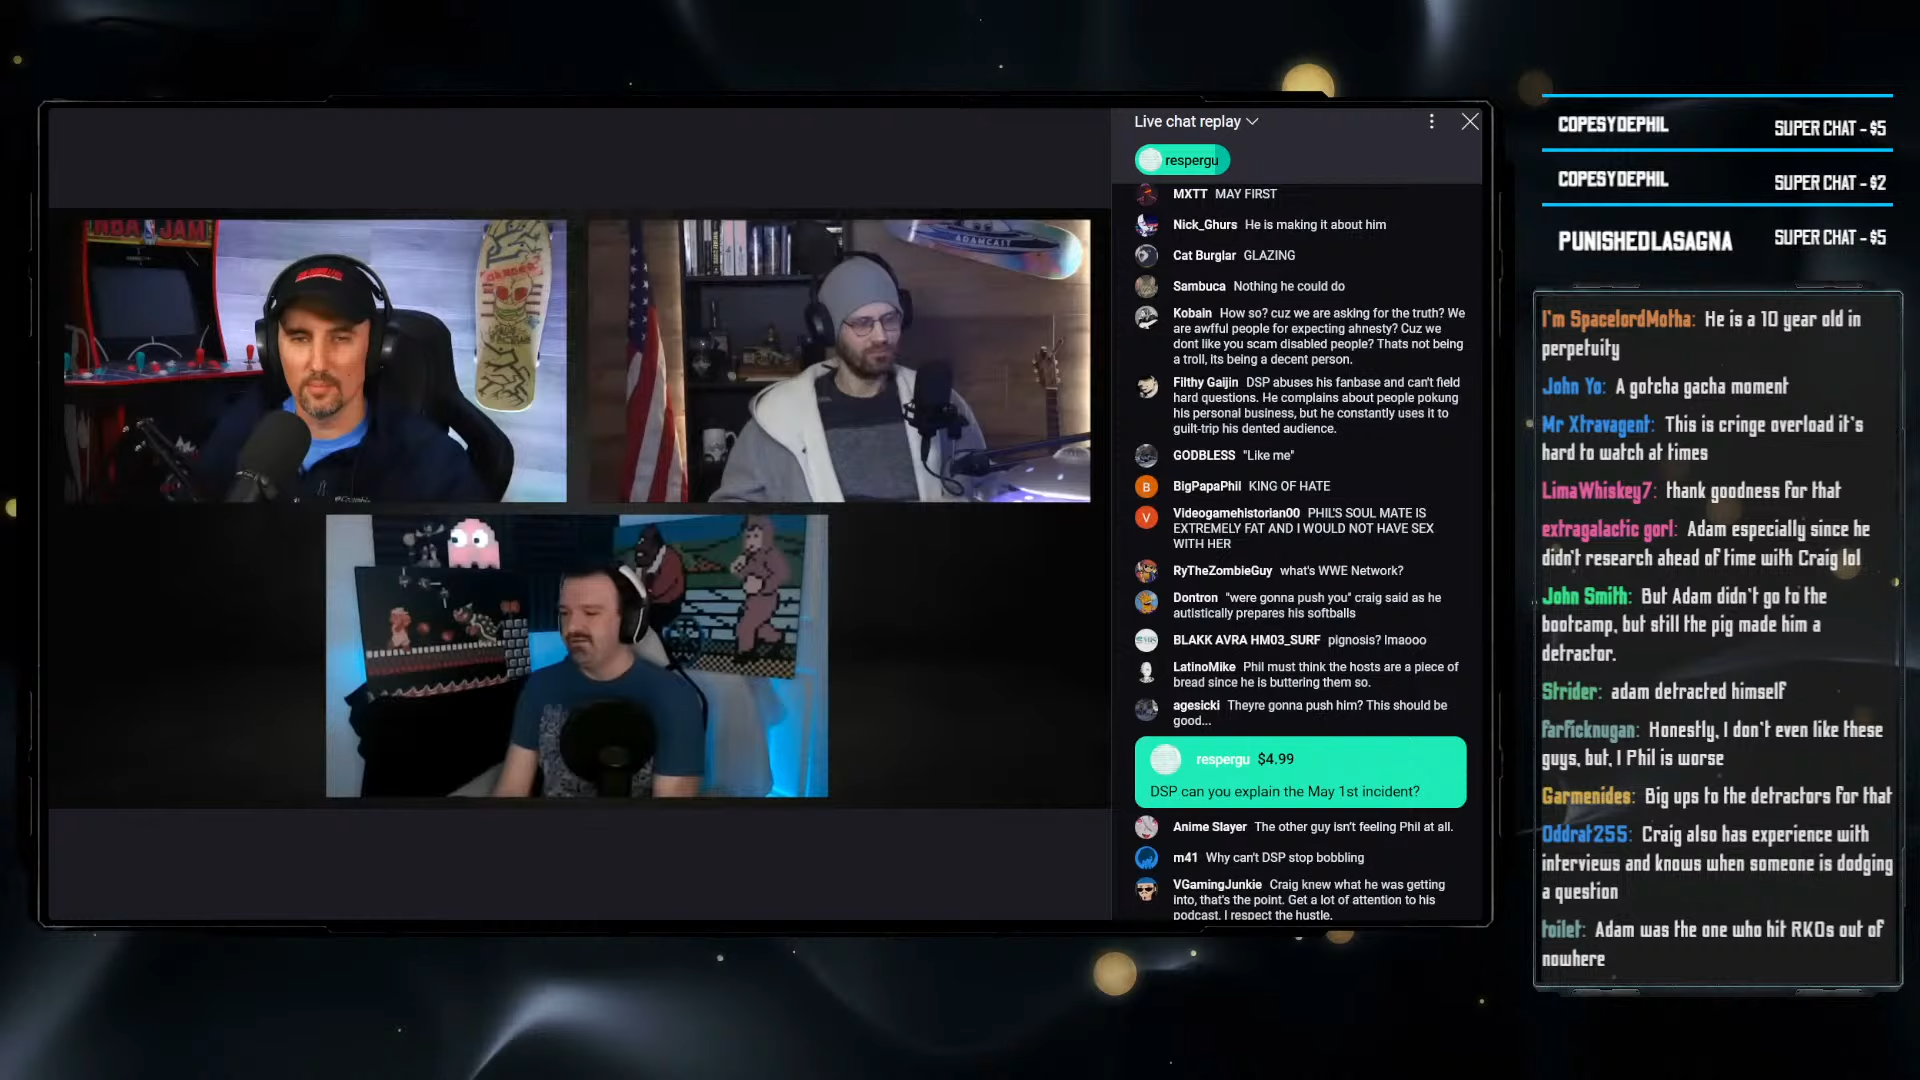 Live chat replay
respergu
MXTT MAY FIRST
Nick_Ghurs He is making it about him
Cat Burglar GLAZING
Sambuca Nothing he could do
Kobain How so? cuz we are asking for the truth? We
are awfful people for expecting ahnesty? Cuz we
dont like you scam disabled people? Thats not being
a troll, Its being a decent person.
Filthy Gaijin DSP abuses his fanbase and can't field
hard questions. He complains about people pokung
his personal business, but he constantly uses it to
guilt-trip his dented audience.
GODBLESS "Like me"
B
BigPapaPhil KING OF HATE
V
Videogamehistorian00 PHIL'S SOUL MATE IS
EXTREMELY FAT AND I WOULD NOT HAVE SEX
WITH HER
RyTheZombieGuy what's WWE Network?
Dontron "were gonna push you" craig said as he
autistically prepares his softballs
BLAKK AVRA HM03_SURF pignosis? lmaooo
LatinoMike Phil must think the hosts are a piece of
bread since he is buttering them so.
agesicki Theyre gonna push him? This should be
good...
respergu $4.99
DSP can you explain the May 1st incident?
Anime Slayer The other guy isn't feeling Phil at all.
m41 Why can't DSP stop bobbling
VGamingJunkie Craig knew what he was getting
into, that's the point. Get a lot of attention to his
podcast, I respect the hustle.
NBA JAM
DANGER
ADAMCAIT
COPESYDEPHIL SUPER CHAT - $5
COPESYDEPHIL SUPER CHAT - $2
PUNISHEDLASAGNA SUPER CHAT - $5
I'm SpacelordMotha: He is a 10 year old in
perpetuity
John Yo: A gotcha gacha moment
Mr Xtravagent: This is cringe overload it's
hard to watch at times
LimaWhiskey7: thank goodness for that
extragalactic gorl: Adam especially since he
didn't research ahead of time with Craig lol
John Smith: But Adam didn't go to the
bootcamp, but still the pig made him a
detractor.
Strider: adam detracted himself
farficknugan: Honestly, I don't even like these
guys, but, I Phil is worse
Garmenides: Big ups to the detractors for that
Oddrat255: Craig also has experience with
interviews and knows when someone is dodging
a question
toilet: Adam was the one who hit RKOs out of
nowhere